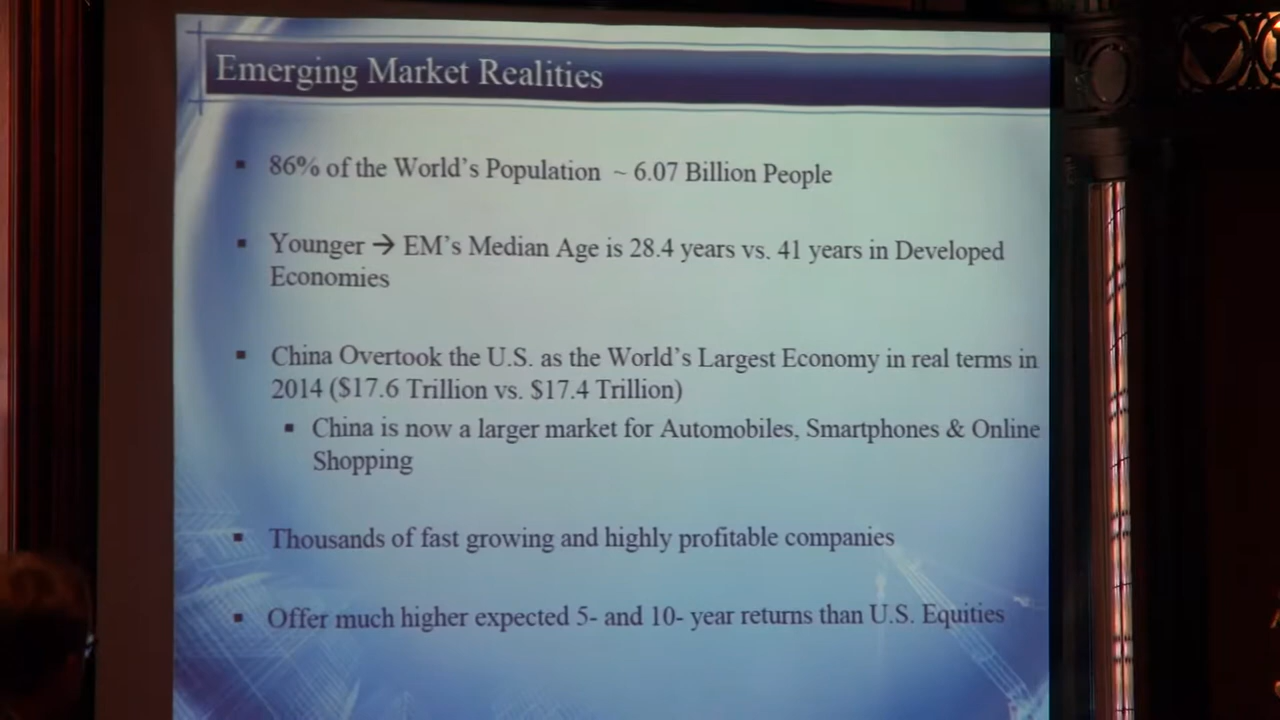 Emerging Market Realities
▪ 86% of the World's Population ~ 6.07 Billion People
▪ Younger → EM's Median Age is 28.4 years vs. 41 years in Developed
Economies
▪ China Overtook the U.S. as the World's Largest Economy in real terms in
2014 ($17.6 Trillion vs. $17.4 Trillion)
▪ China is now a larger market for Automobiles, Smartphones & Online
Shopping
▪ Thousands of fast growing and highly profitable companies
▪ Offer much higher expected 5- and 10- year returns than U.S. Equities